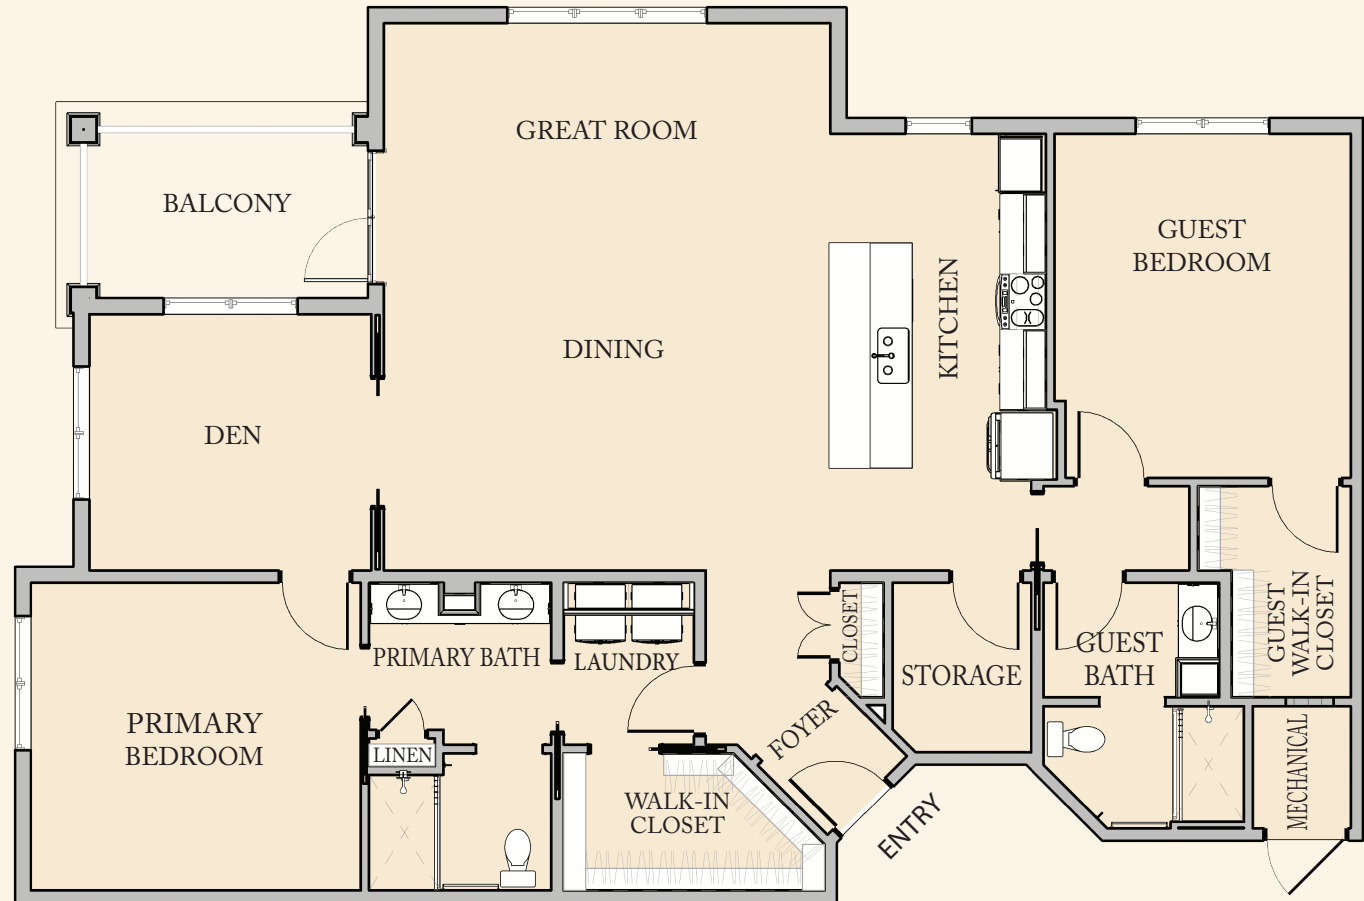 GREAT ROOM
BALCONY
GUEST
BEDROOM
KITCHEN
DINING
DEN
PRIMARY BATH
LAUNDRY
CLOSET
STORAGE
GUEST
BATH
GUEST
WALK-IN
CLOSET
PRIMARY
BEDROOM
LINEN
FOYER
MECHANICAL
WALK-IN
CLOSET
ENTRY